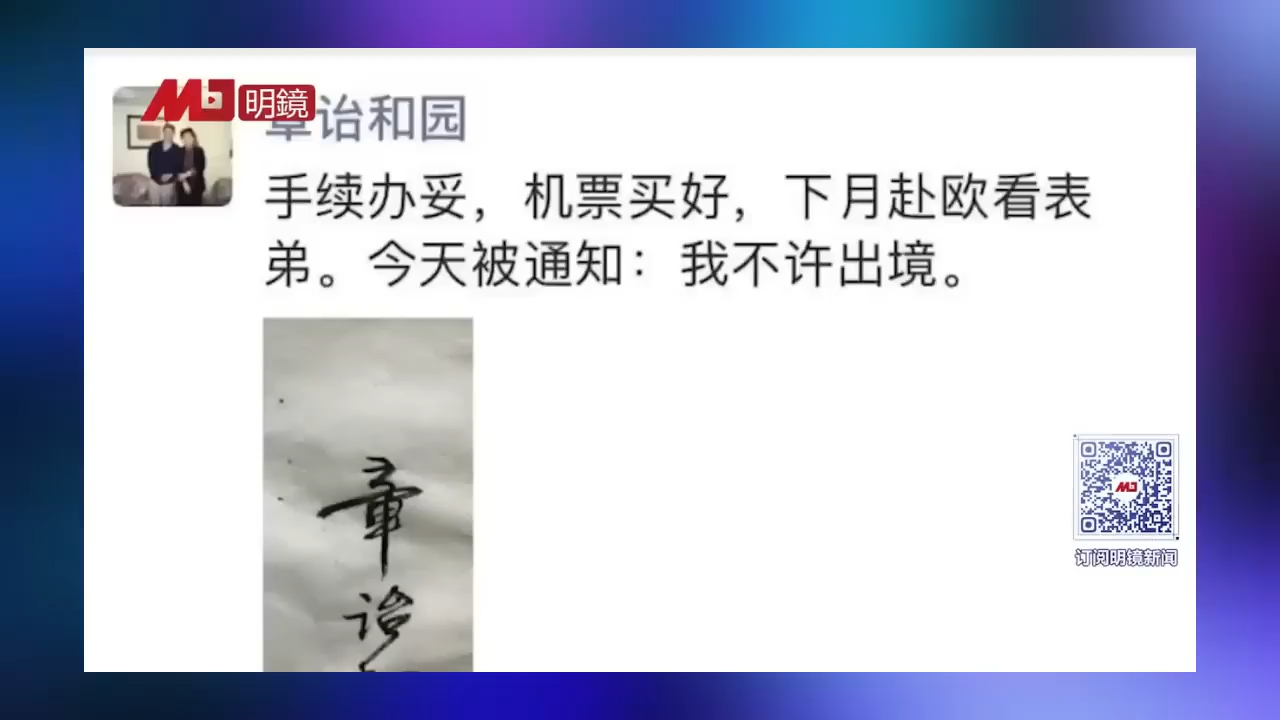 明鏡
章诒和园
手续办妥，机票买好，下月赴欧看表
弟。今天被通知：我不许出境。
章
诒
订阅明镜新闻